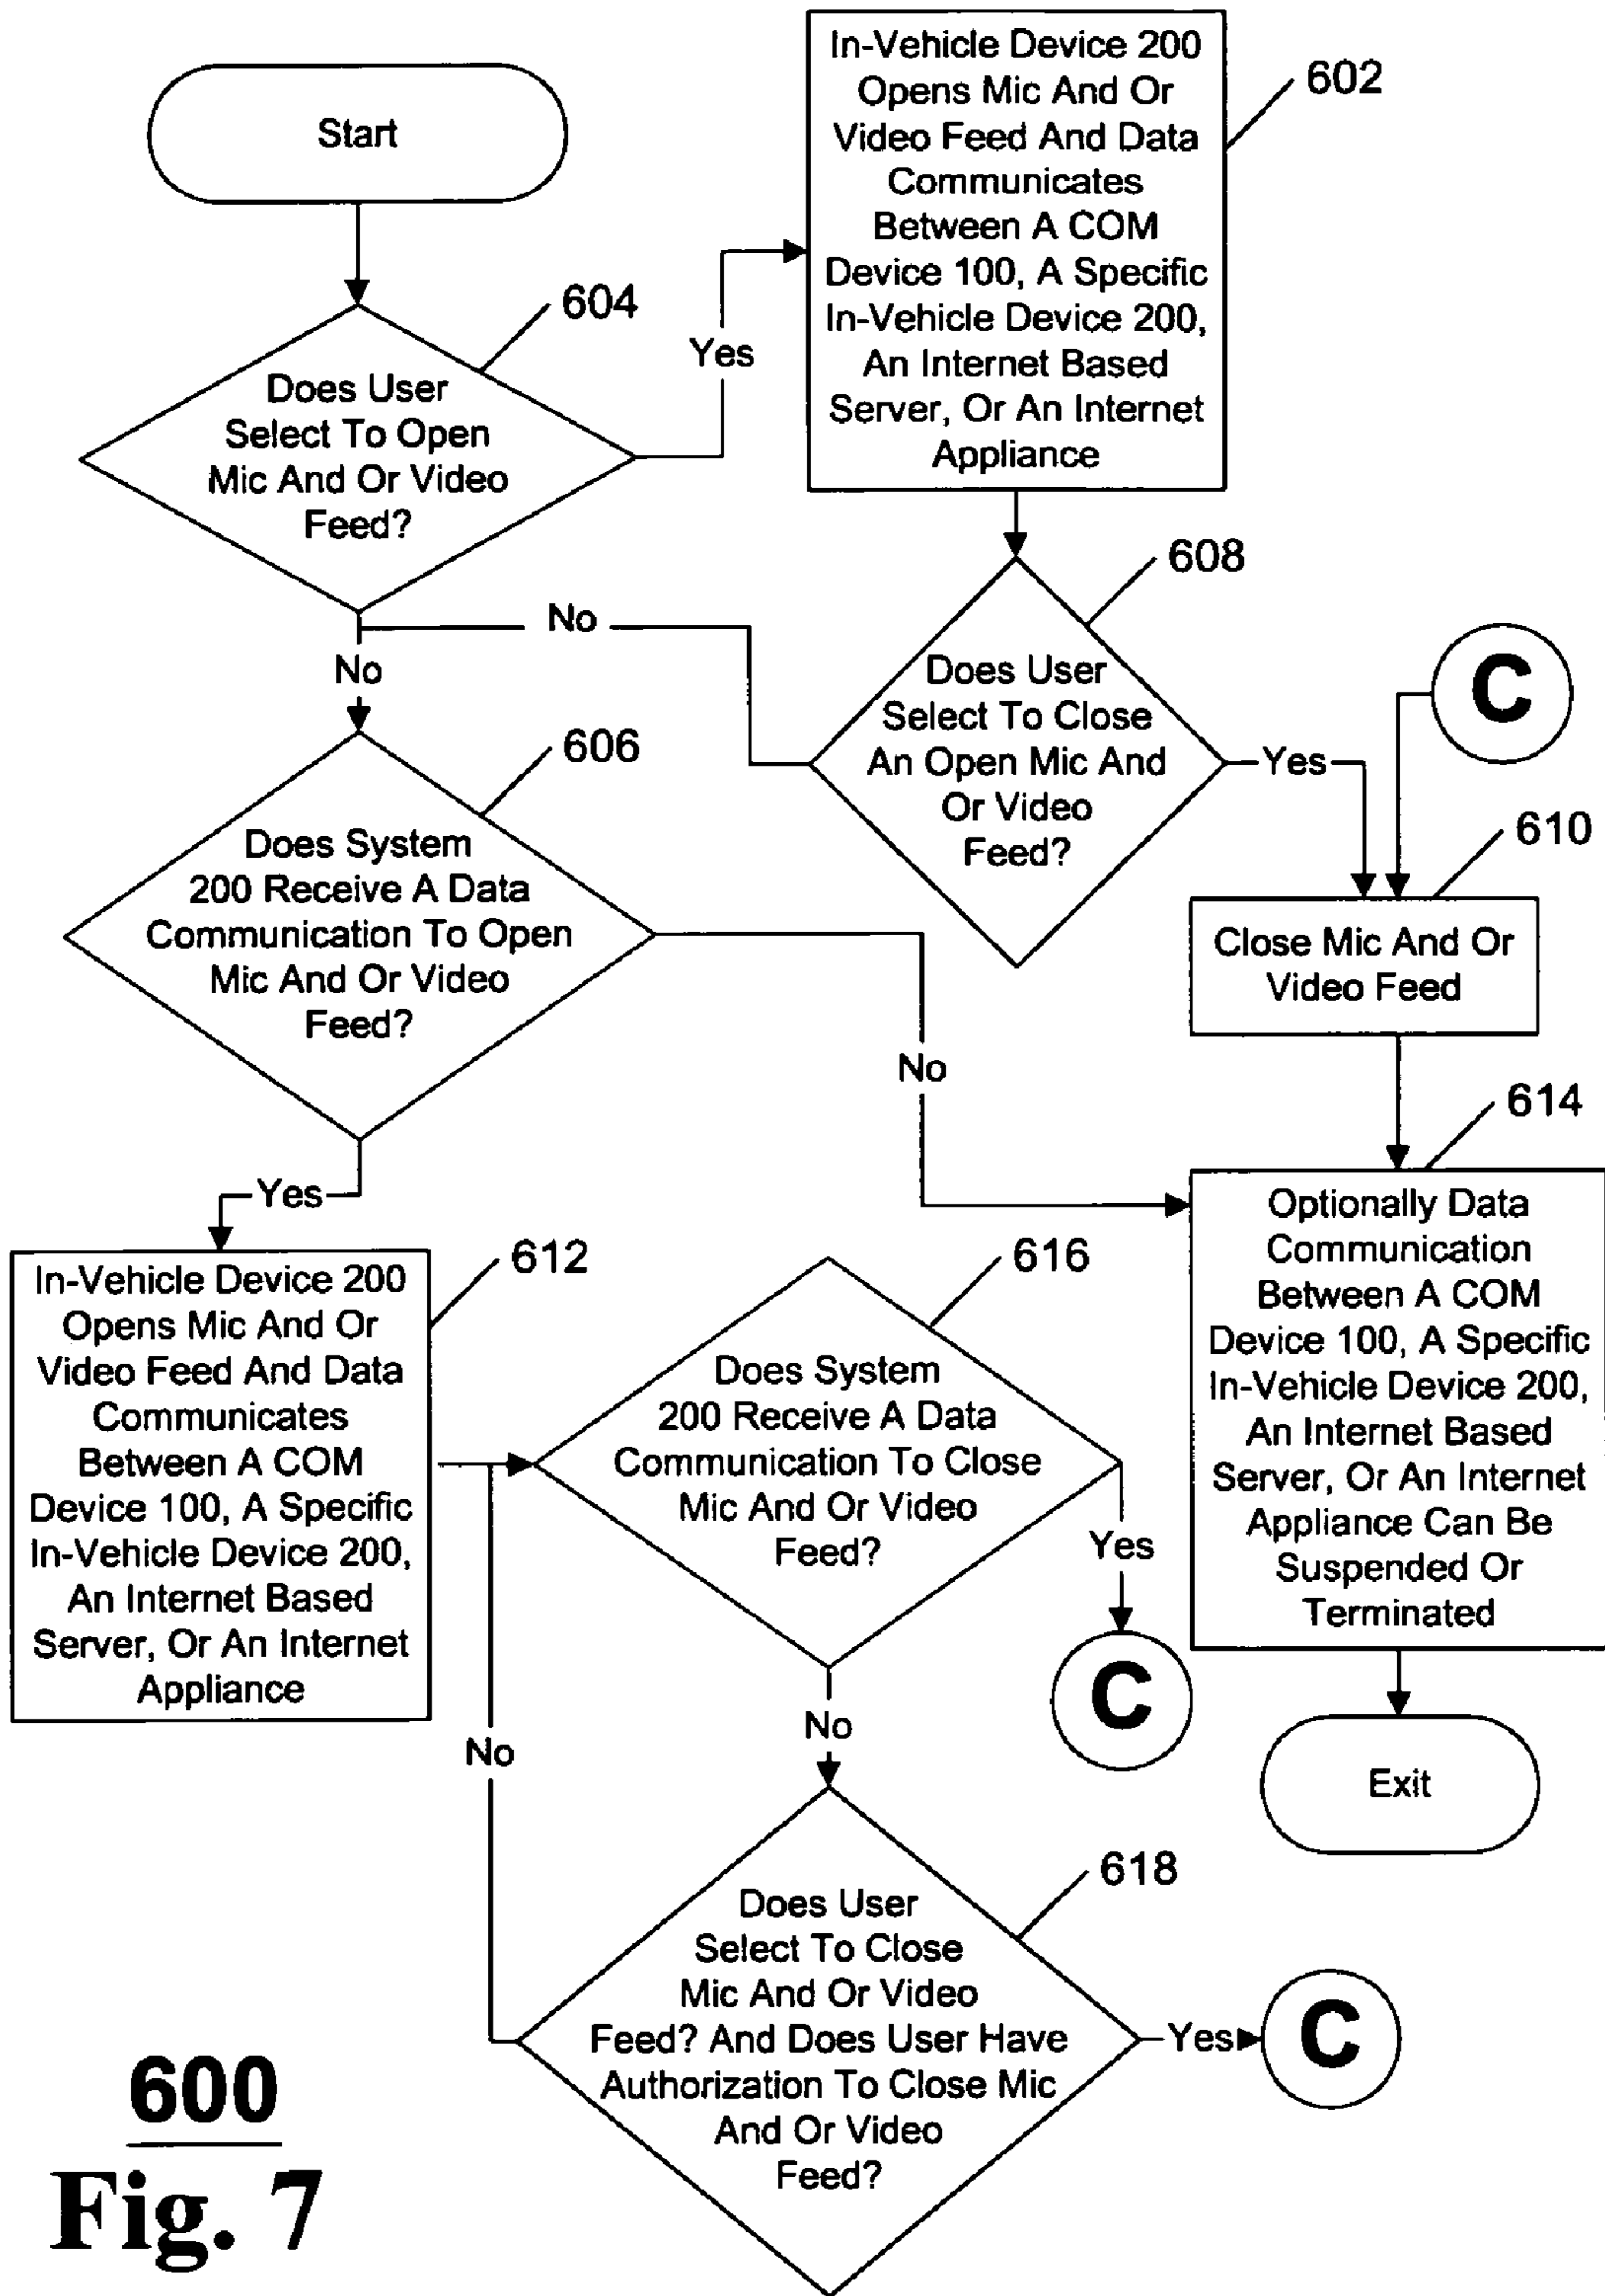 Start
604
Does User
Select To Open
Mic And Or Video
Feed?
Yes
In-Vehicle Device 200
Opens Mic And Or
Video Feed And Data
Communicates
Between A COM
Device 100, A Specific
In-Vehicle Device 200,
An Internet Based
Server, Or An Internet
Appliance
602
No
No
608
Does User
Select To Close
An Open Mic And
Or Video
Feed?
Yes
C
610
Close Mic And Or
Video Feed
606
Does System
200 Receive A Data
Communication To Open
Mic And Or Video
Feed?
No
Yes
614
Optionally Data
Communication
Between A COM
Device 100, A Specific
In-Vehicle Device 200,
An Internet Based
Server, Or An Internet
Appliance Can Be
Suspended Or
Terminated
Exit
612
In-Vehicle Device 200
Opens Mic And Or
Video Feed And Data
Communicates
Between A COM
Device 100, A Specific
In-Vehicle Device 200,
An Internet Based
Server, Or An Internet
Appliance
616
Does System
200 Receive A Data
Communication To Close
Mic And Or Video
Feed?
Yes
C
No
No
618
Does User
Select To Close
Mic And Or Video
Feed? And Does User Have
Authorization To Close Mic
And Or Video
Feed?
Yes
C
600
Fig. 7